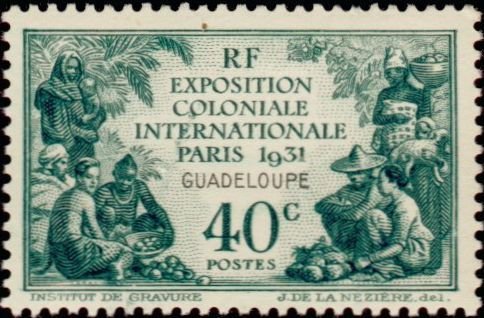 RF
EXPOSITION
COLONIALE
INTERNATIONALE
PARIS 1931
GUADELOUPE
40c
POSTES
INSTITUT DE GRAVURE
J. DE LA NEZIÈRE. del.